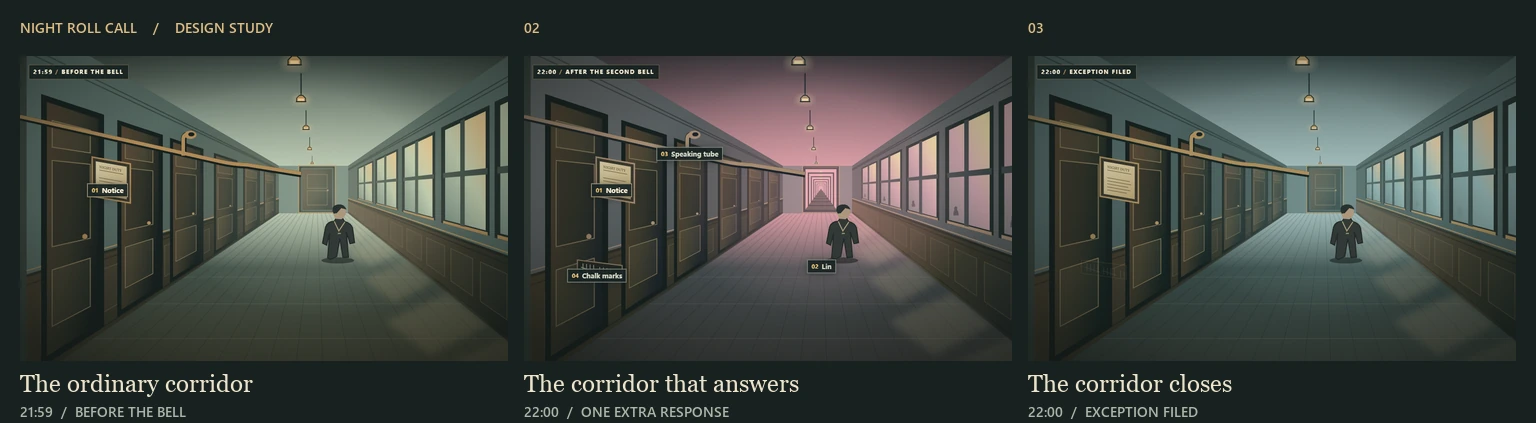 NIGHT ROLL CALL / DESIGN STUDY
02
03
21:59 / BEFORE THE BELL
01 Notice
The ordinary corridor
21:59 / BEFORE THE BELL
22:00 / AFTER THE SECOND BELL
03 Speaking tube
01 Notice
02 Lin
04 Chalk marks
The corridor that answers
22:00 / ONE EXTRA RESPONSE
22:00 / EXCEPTION FILED
The corridor closes
22:00 / EXCEPTION FILED